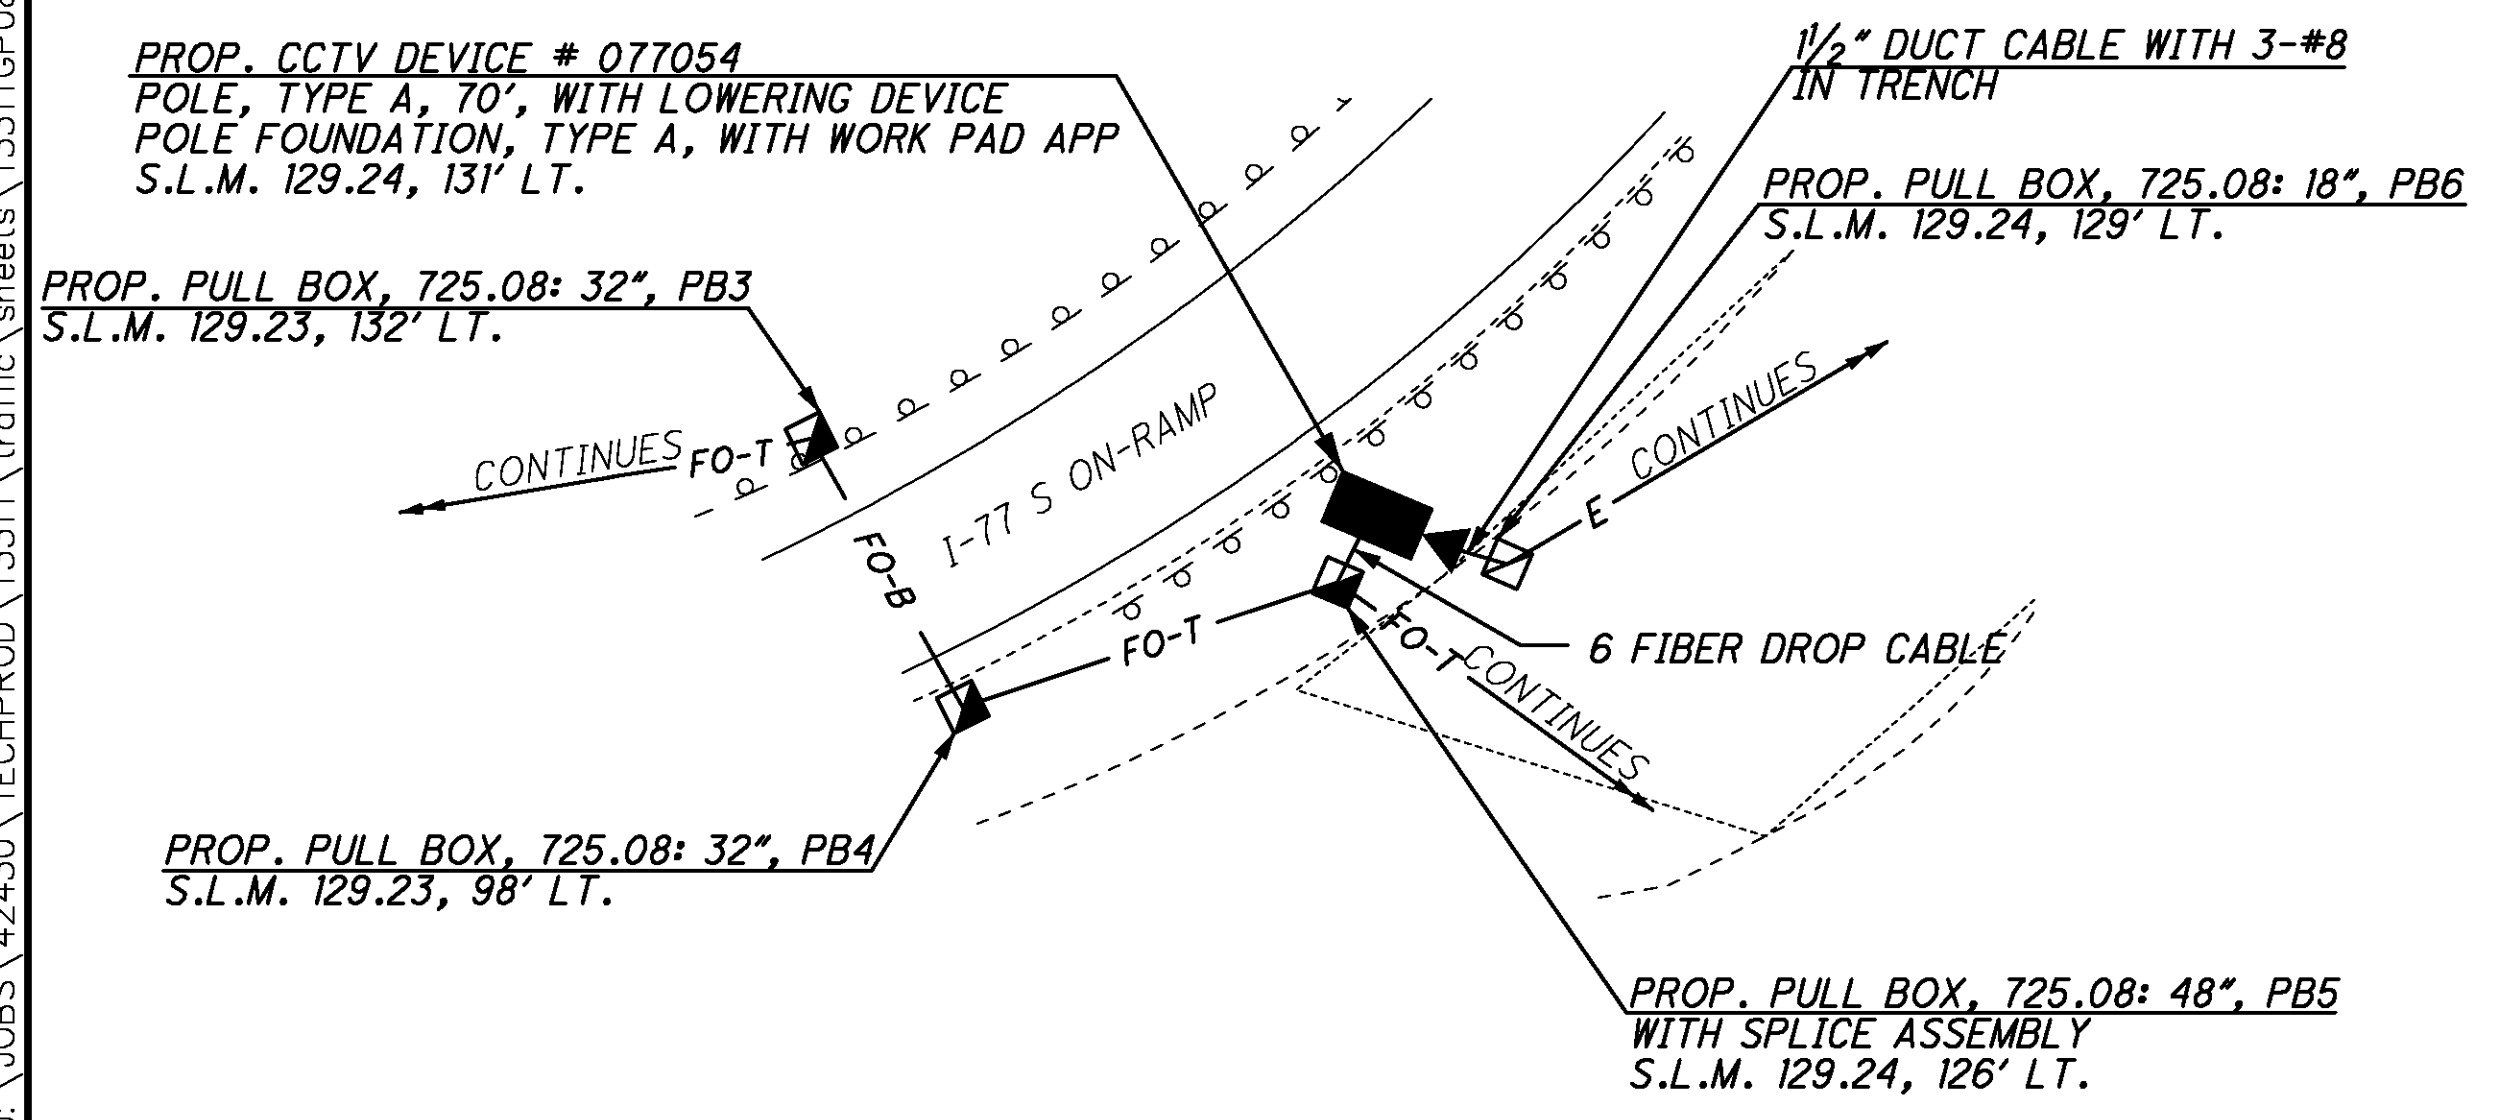 PROP. CCTV DEVICE # 077054
POLE, TYPE A, 70', WITH LOWERING DEVICE
POLE FOUNDATION, TYPE A, WITH WORK PAD APP
S.L.M. 129.24, 131' LT.
1 1/2" DUCT CABLE WITH 3-#8
IN TRENCH
PROP. PULL BOX, 725.08: 18", PB6
S.L.M. 129.24, 129' LT.
PROP. PULL BOX, 725.08: 32", PB3
S.L.M. 129.23, 132' LT.
CONTINUES
FO-T
I-77 S ON-RAMP
CONTINUES
E
FO-B
FO-T
FO-T
CONTINUES
6 FIBER DROP CABLE
PROP. PULL BOX, 725.08: 32", PB4
S.L.M. 129.23, 98' LT.
PROP. PULL BOX, 725.08: 48", PB5
WITH SPLICE ASSEMBLY
S.L.M. 129.24, 126' LT.